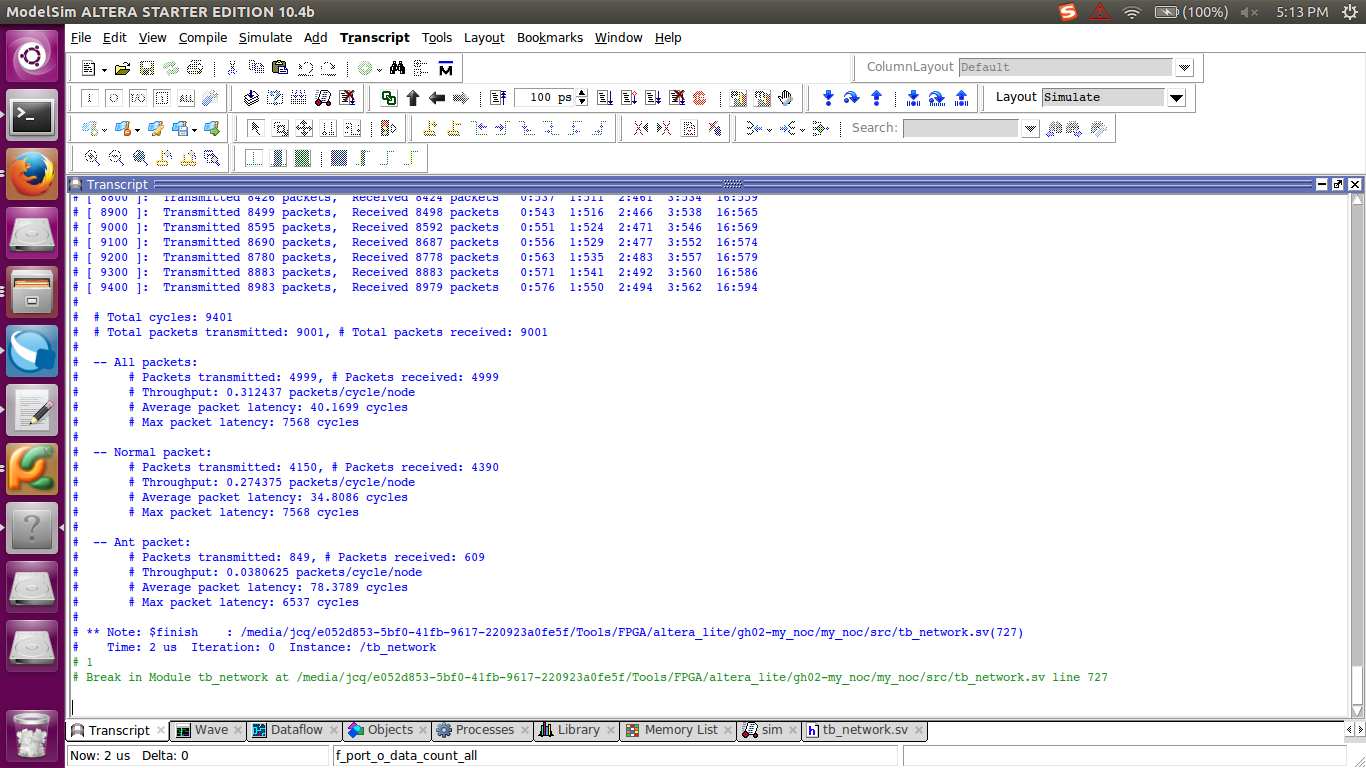 ModelSim ALTERA STARTER EDITION 10.4b
(100%) 5:13 PM
File Edit View Compile Simulate Add Transcript Tools Layout Bookmarks Window Help
ColumnLayout Default
100 ps
Layout Simulate
Search:
Transcript
# [ 8800 ]: Transmitted 8426 packets, Received 8424 packets 0:537 1:511 2:461 3:534 16:559
# [ 8900 ]: Transmitted 8499 packets, Received 8498 packets 0:543 1:516 2:466 3:538 16:565
# [ 9000 ]: Transmitted 8595 packets, Received 8592 packets 0:551 1:524 2:471 3:546 16:569
# [ 9100 ]: Transmitted 8690 packets, Received 8687 packets 0:556 1:529 2:477 3:552 16:574
# [ 9200 ]: Transmitted 8780 packets, Received 8778 packets 0:563 1:535 2:483 3:557 16:579
# [ 9300 ]: Transmitted 8883 packets, Received 8883 packets 0:571 1:541 2:492 3:560 16:586
# [ 9400 ]: Transmitted 8983 packets, Received 8979 packets 0:576 1:550 2:494 3:562 16:594
#
# # Total cycles: 9401
# # Total packets transmitted: 9001, # Total packets received: 9001
#
# -- All packets:
# # Packets transmitted: 4999, # Packets received: 4999
# # Throughput: 0.312437 packets/cycle/node
# # Average packet latency: 40.1699 cycles
# # Max packet latency: 7568 cycles
#
# -- Normal packet:
# # Packets transmitted: 4150, # Packets received: 4390
# # Throughput: 0.274375 packets/cycle/node
# # Average packet latency: 34.8086 cycles
# # Max packet latency: 7568 cycles
#
# -- Ant packet:
# # Packets transmitted: 849, # Packets received: 609
# # Throughput: 0.0380625 packets/cycle/node
# # Average packet latency: 78.3789 cycles
# # Max packet latency: 6537 cycles
#
# ** Note: $finish : /media/jcq/e052d853-5bf0-41fb-9617-220923a0fe5f/Tools/FPGA/altera_lite/gh02-my_noc/my_noc/src/tb_network.sv(727)
# Time: 2 us Iteration: 0 Instance: /tb_network
# 1
# Break in Module tb_network at /media/jcq/e052d853-5bf0-41fb-9617-220923a0fe5f/Tools/FPGA/altera_lite/gh02-my_noc/my_noc/src/tb_network.sv line 727
Transcript Wave Dataflow Objects Processes Library Memory List sim tb_network.sv
Now: 2 us Delta: 0 f_port_o_data_count_all